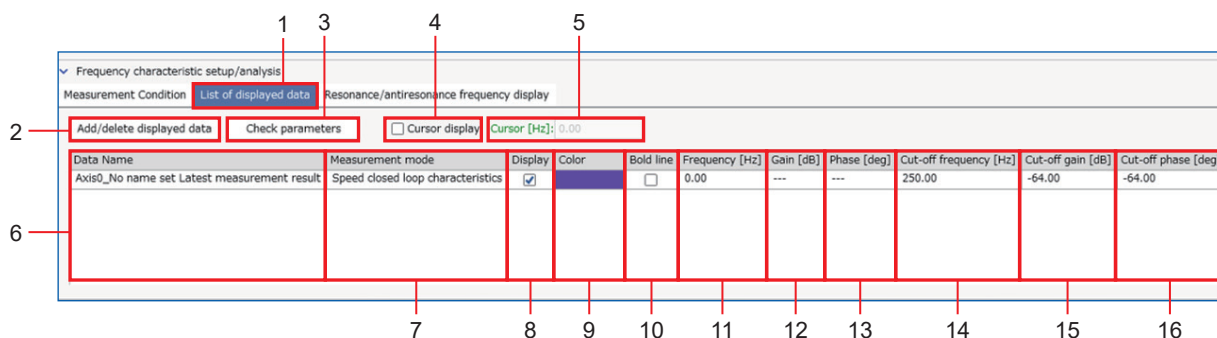 1
3
4
5
Frequency characteristic setup/analysis
Measurement Condition List of displayed data Resonance/antiresonance frequency display
2 Add/delete displayed data Check parameters Cursor display Cursor [Hz]: 0.00
Data Name Measurement mode Display Color Bold line Frequency [Hz] Gain [dB] Phase [deg] Cut-off frequency [Hz] Cut-off gain [dB] Cut-off phase [deg
Axis0_No name set Latest measurement result Speed closed loop characteristics 0.00 --- --- 250.00 -64.00 -64.00
6
7 8 9 10 11 12 13 14 15 16